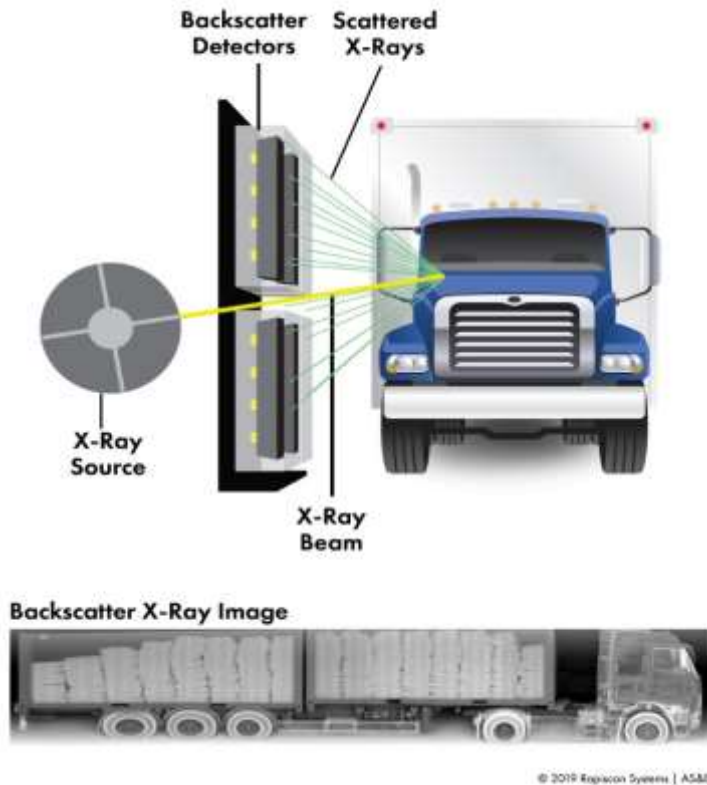 Backscatter
Detectors
Scattered
X-Rays
X-Ray
Source
X-Ray
Beam
Backscatter X-Ray Image
© 2019 Rapiscan Systems | AS&E